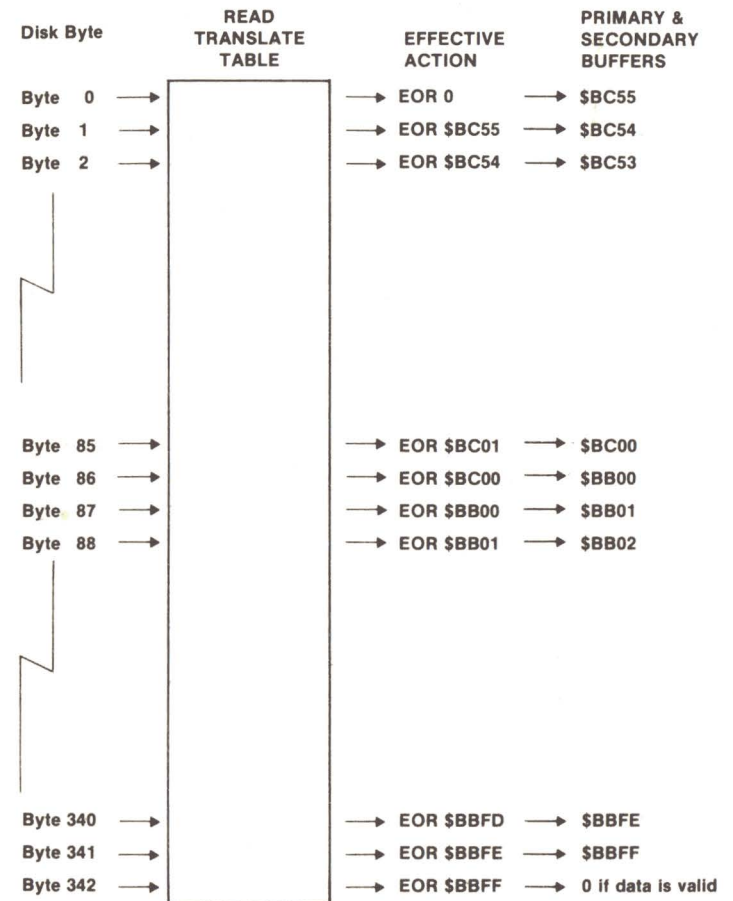 Disk Byte READ TRANSLATE TABLE EFFECTIVE ACTION PRIMARY & SECONDARY BUFFERS
Byte 0 → → EOR 0 → $BC55
Byte 1 → → EOR $BC55 → $BC54
Byte 2 → → EOR $BC54 → $BC53
Byte 85 → → EOR $BC01 → $BC00
Byte 86 → → EOR $BC00 → $BB00
Byte 87 → → EOR $BB00 → $BB01
Byte 88 → → EOR $BB01 → $BB02
Byte 340 → → EOR $BBFD → $BBFE
Byte 341 → → EOR $BBFE → $BBFF
Byte 342 → → EOR $BBFF → 0 if data is valid